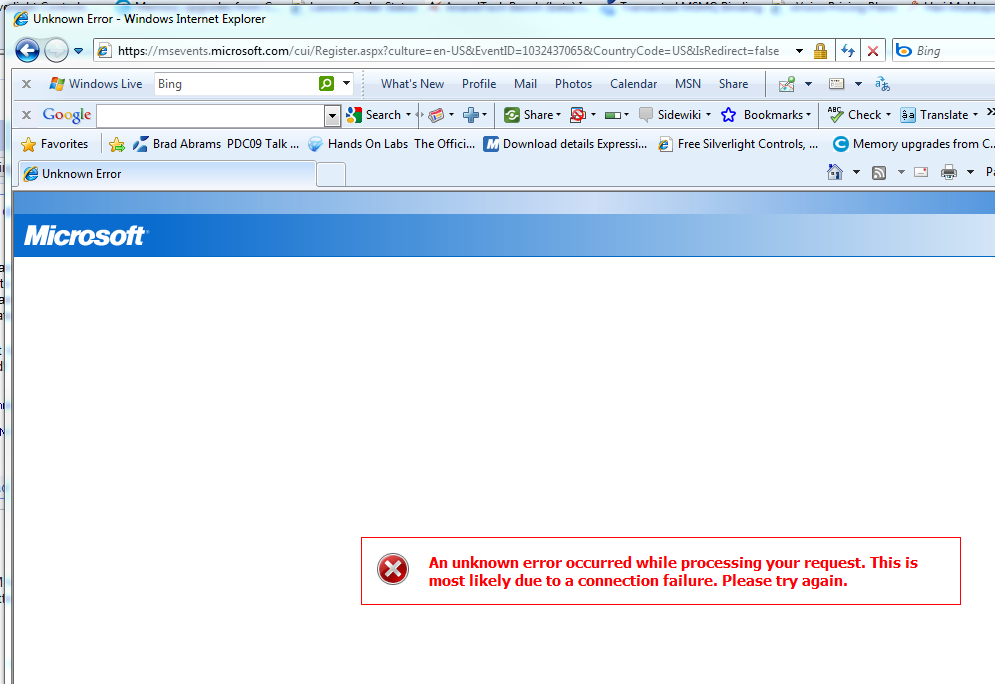 Unknown Error - Windows Internet Explorer
https://msevents.microsoft.com/cui/Register.aspx?culture=en-US&EventID=1032437065&CountryCode=US&IsRedirect=false
Bing
x Windows Live Bing What's New Profile Mail Photos Calendar MSN Share
x Google Search Share Sidewiki Bookmarks ABC Check Translate
Favorites Brad Abrams PDC09 Talk ... Hands On Labs The Offici... Download details Expressi... Free Silverlight Controls, ... Memory upgrades from C...
Unknown Error
Microsoft
An unknown error occurred while processing your request. This is
most likely due to a connection failure. Please try again.